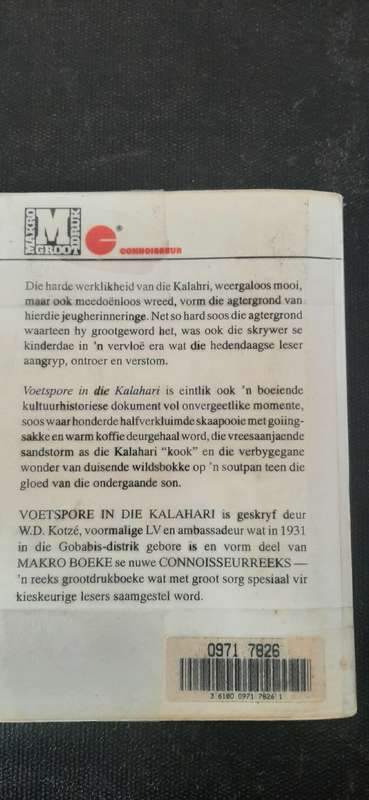 MAKRO
M
DRUK
GROOT
®
CONNOISSEUR
Die harde werklikheid van die Kalahri, weergaloos mooi,
maar ook meedoënloos wreed, vorm die agtergrond van
hierdie jeugherinneringe. Net so hard soos die agtergrond
waarteen hy grootgeword het, was ook die skrywer se
kinderdae in 'n vervloë era wat die hedendaagse leser
aangryp, ontroer en verstom.
Voetspore in die Kalahari is eintlik ook 'n boeiende
kultuurhistoriese dokument vol onvergeetlike momente,
soos waar honderde halfverkluimde skaapooie met goiing-
sakke en warm koffie deurgehaal word, die vreesaanjaende
sandstorm as die Kalahari “kook” en die verbygegane
wonder van duisende wildsbokke op 'n soutpan teen die
gloed van die ondergaande son.
VOETSPORE IN DIE KALAHARI is geskryf deur
W.D. Kotzé, voormalige LV en ambassadeur wat in 1931
in die Gobabis-distrik gebore is en vorm deel van
MAKRO BOEKE se nuwe CONNOISSEURREEKS —
'n reeks grootdrukboeke wat met groot sorg spesiaal vir
kieskeurige lesers saamgestel word.
0971 7826
3 6100 0971 7826 1